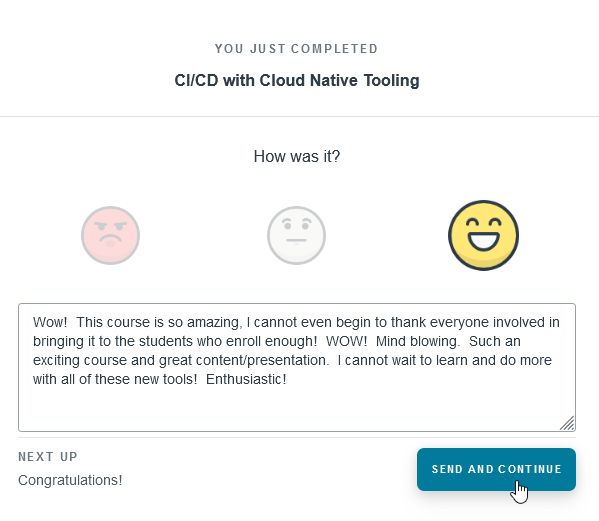 YOU JUST COMPLETED
CI/CD with Cloud Native Tooling
How was it?
Wow!  This course is so amazing, I cannot even begin to thank everyone involved in
bringing it to the students who enroll enough!  WOW!  Mind blowing.  Such an
exciting course and great content/presentation.  I cannot wait to learn and do more
with all of these new tools!  Enthusiastic!
NEXT UP
Congratulations!
SEND AND CONTINUE